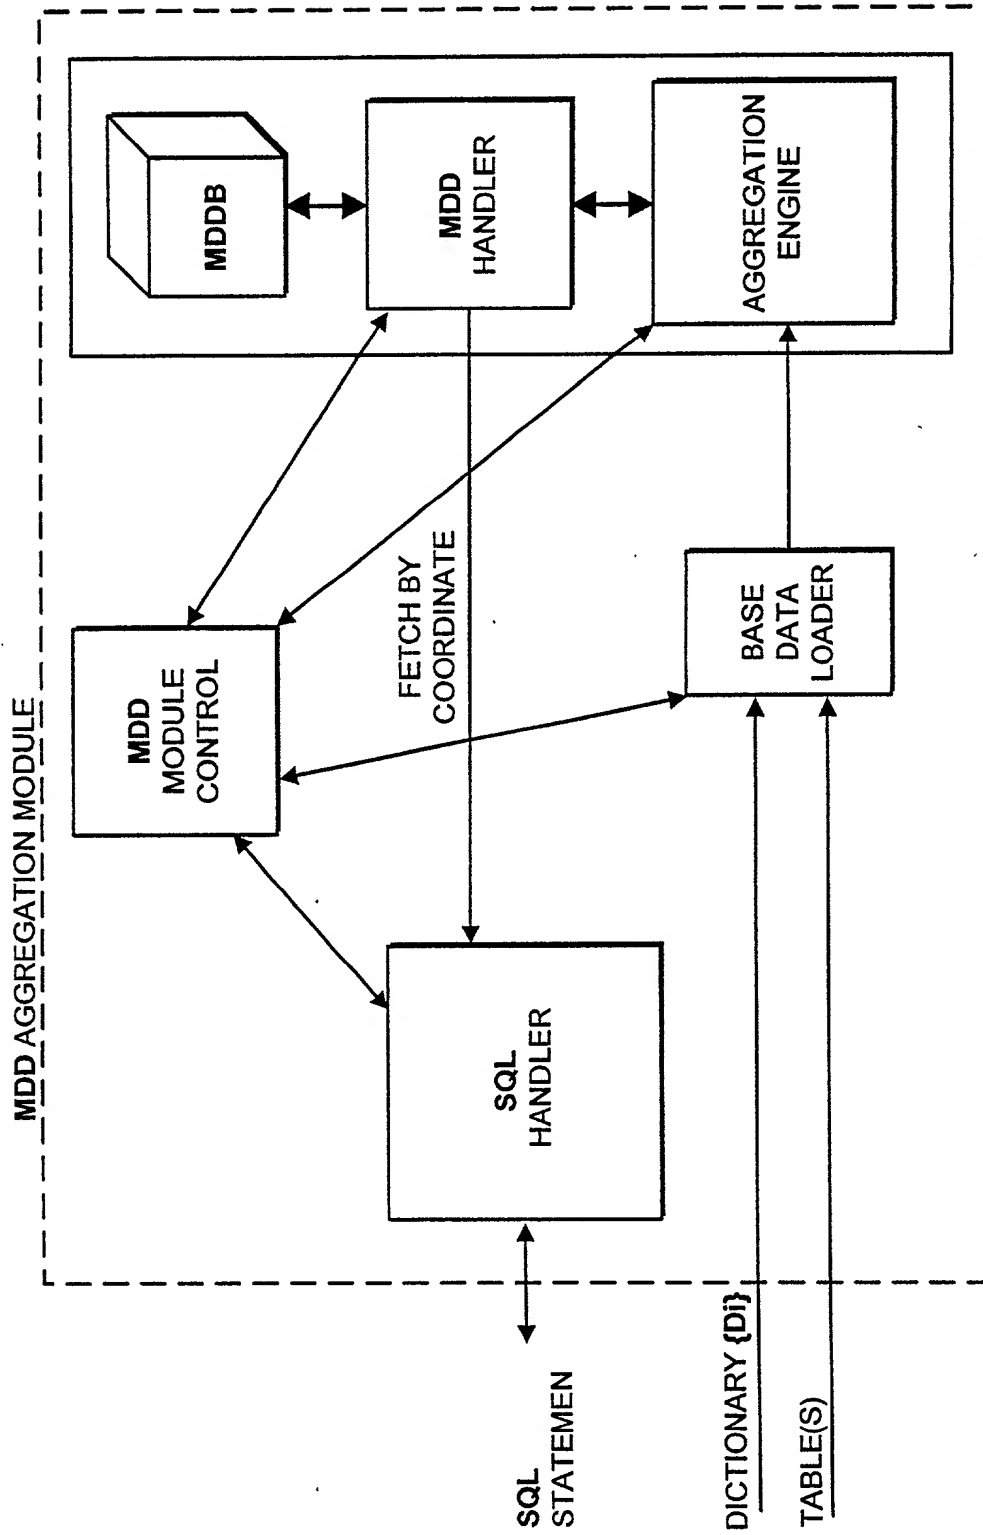 MDD AGGREGATION MODULE
MDD
MODULE
CONTROL
MDDB
SQL
HANDLER
FETCH BY
COORDINATE
MDD
HANDLER
SQL
STATEMEN
BASE
DATA
LOADER
AGGREGATION
ENGINE
DICTIONARY {Di}
TABLE(S)